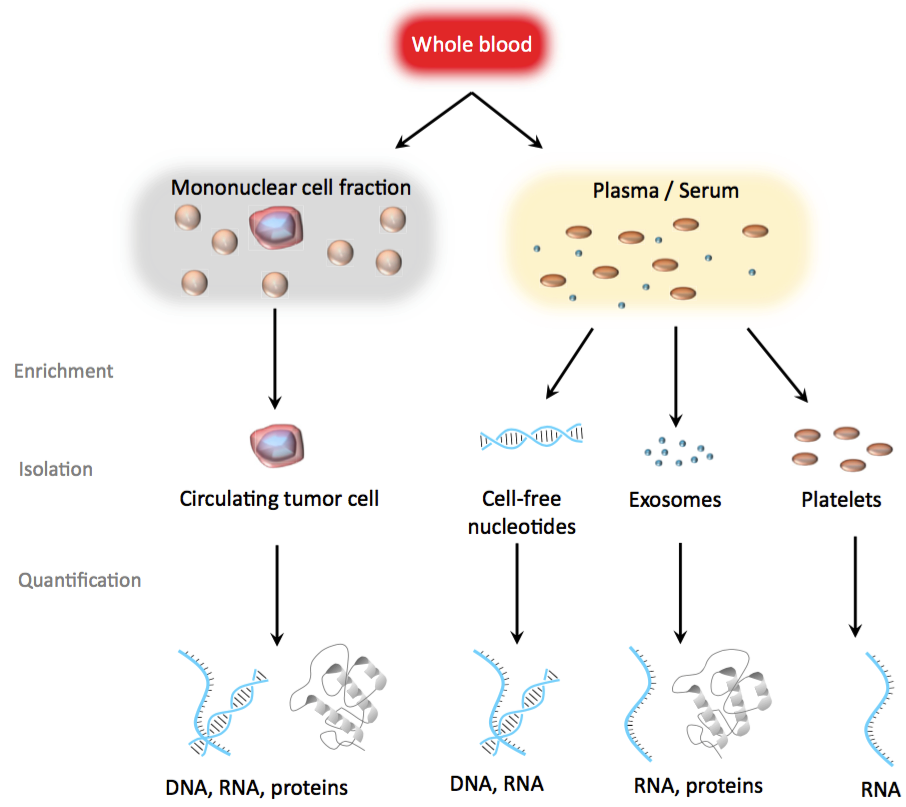 Whole blood
Mononuclear cell fraction
Plasma / Serum
Enrichment
Isolation
Circulating tumor cell
Cell-free
nucleotides
Exosomes
Platelets
Quantification
DNA, RNA, proteins
DNA, RNA
RNA, proteins
RNA